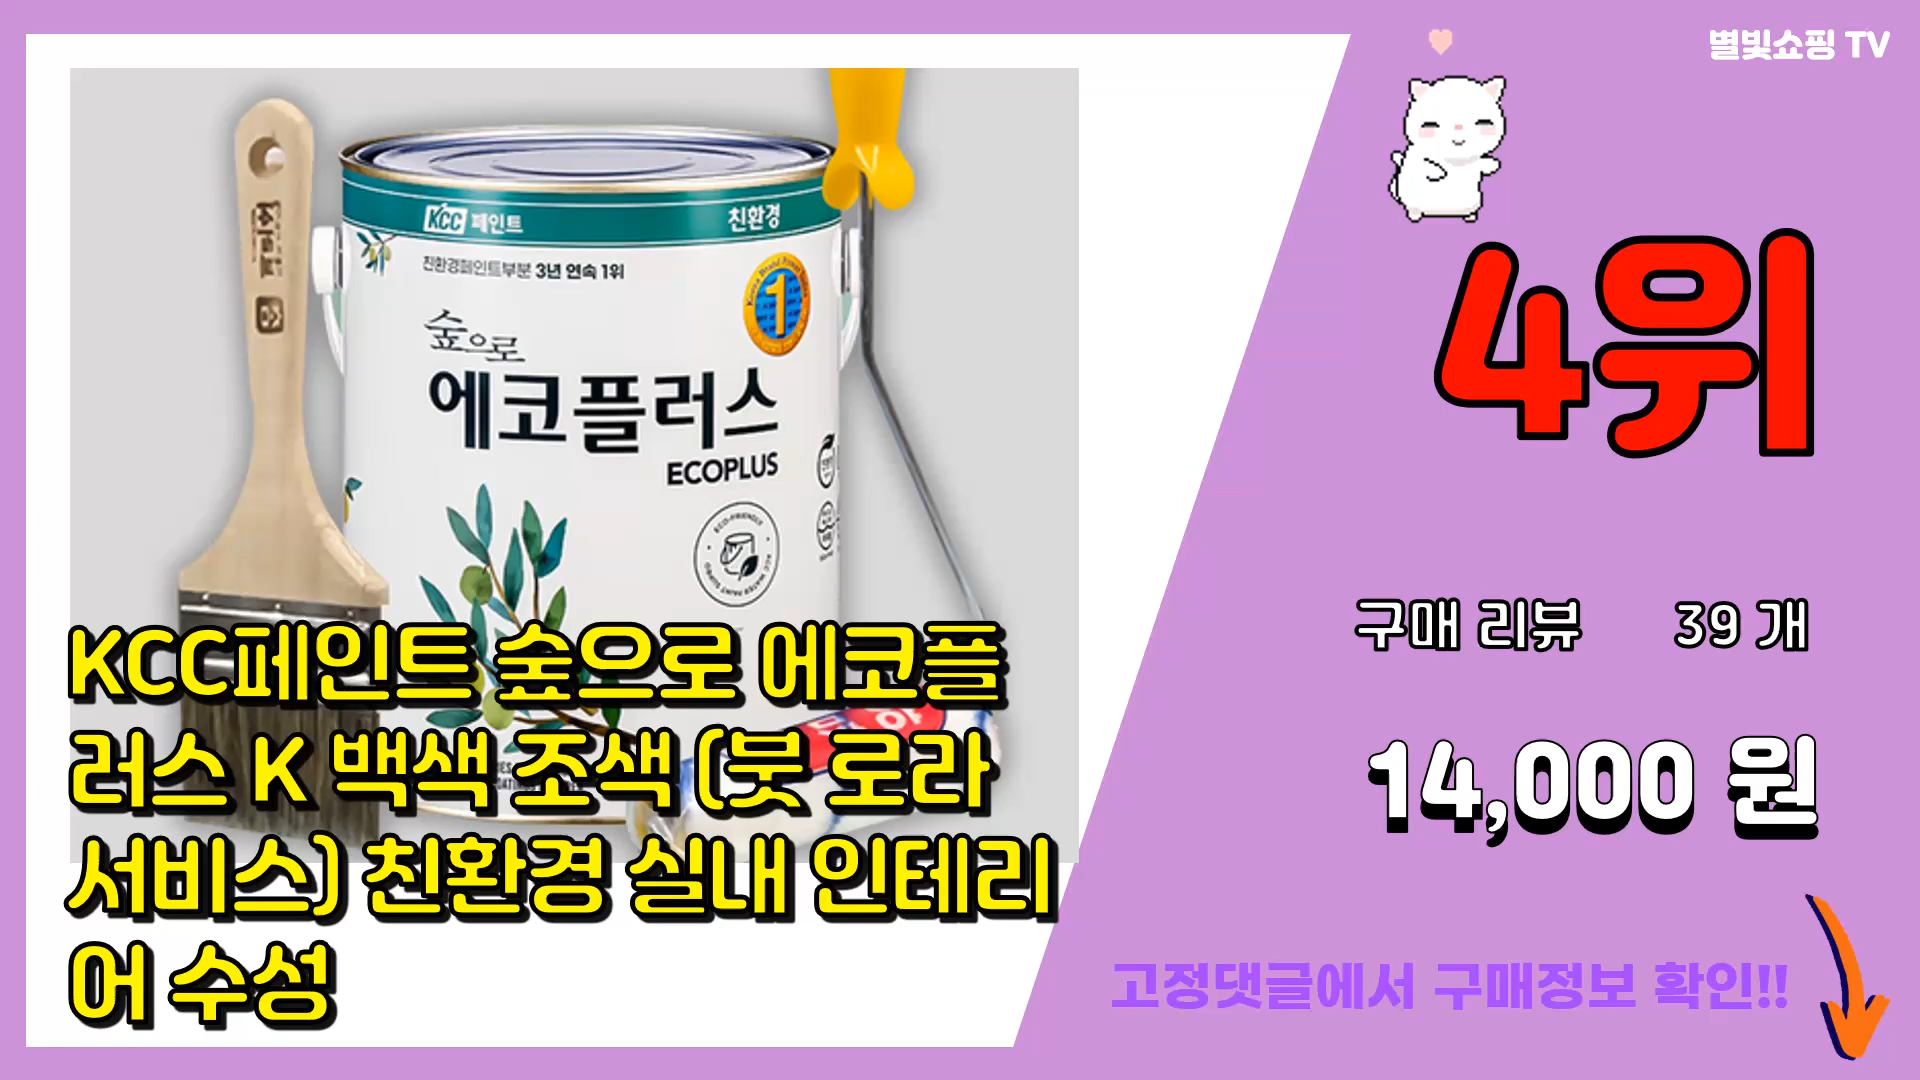 별빛쇼핑 TV
4위
KCC 페인트
친환경
친환경페인트부분 3년 연속 1위
1
숲으로
에코플러스
ECOPLUS
ECO-FRIENDLY
KCC페인트 숲으로 에코플
러스 K 백색 조색 (붓 로라
서비스) 친환경 실내 인테리
어 수성
구매 리뷰 39 개
14,000 원
고정댓글에서 구매정보 확인!!